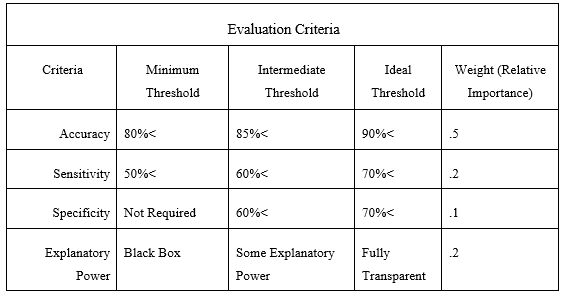 Evaluation Criteria
Criteria Minimum Threshold Intermediate Threshold Ideal Threshold Weight (Relative Importance)
Accuracy 80%< 85%< 90%< .5
Sensitivity 50%< 60%< 70%< .2
Specificity Not Required 60%< 70%< .1
Explanatory Power Black Box Some Explanatory Power Fully Transparent .2